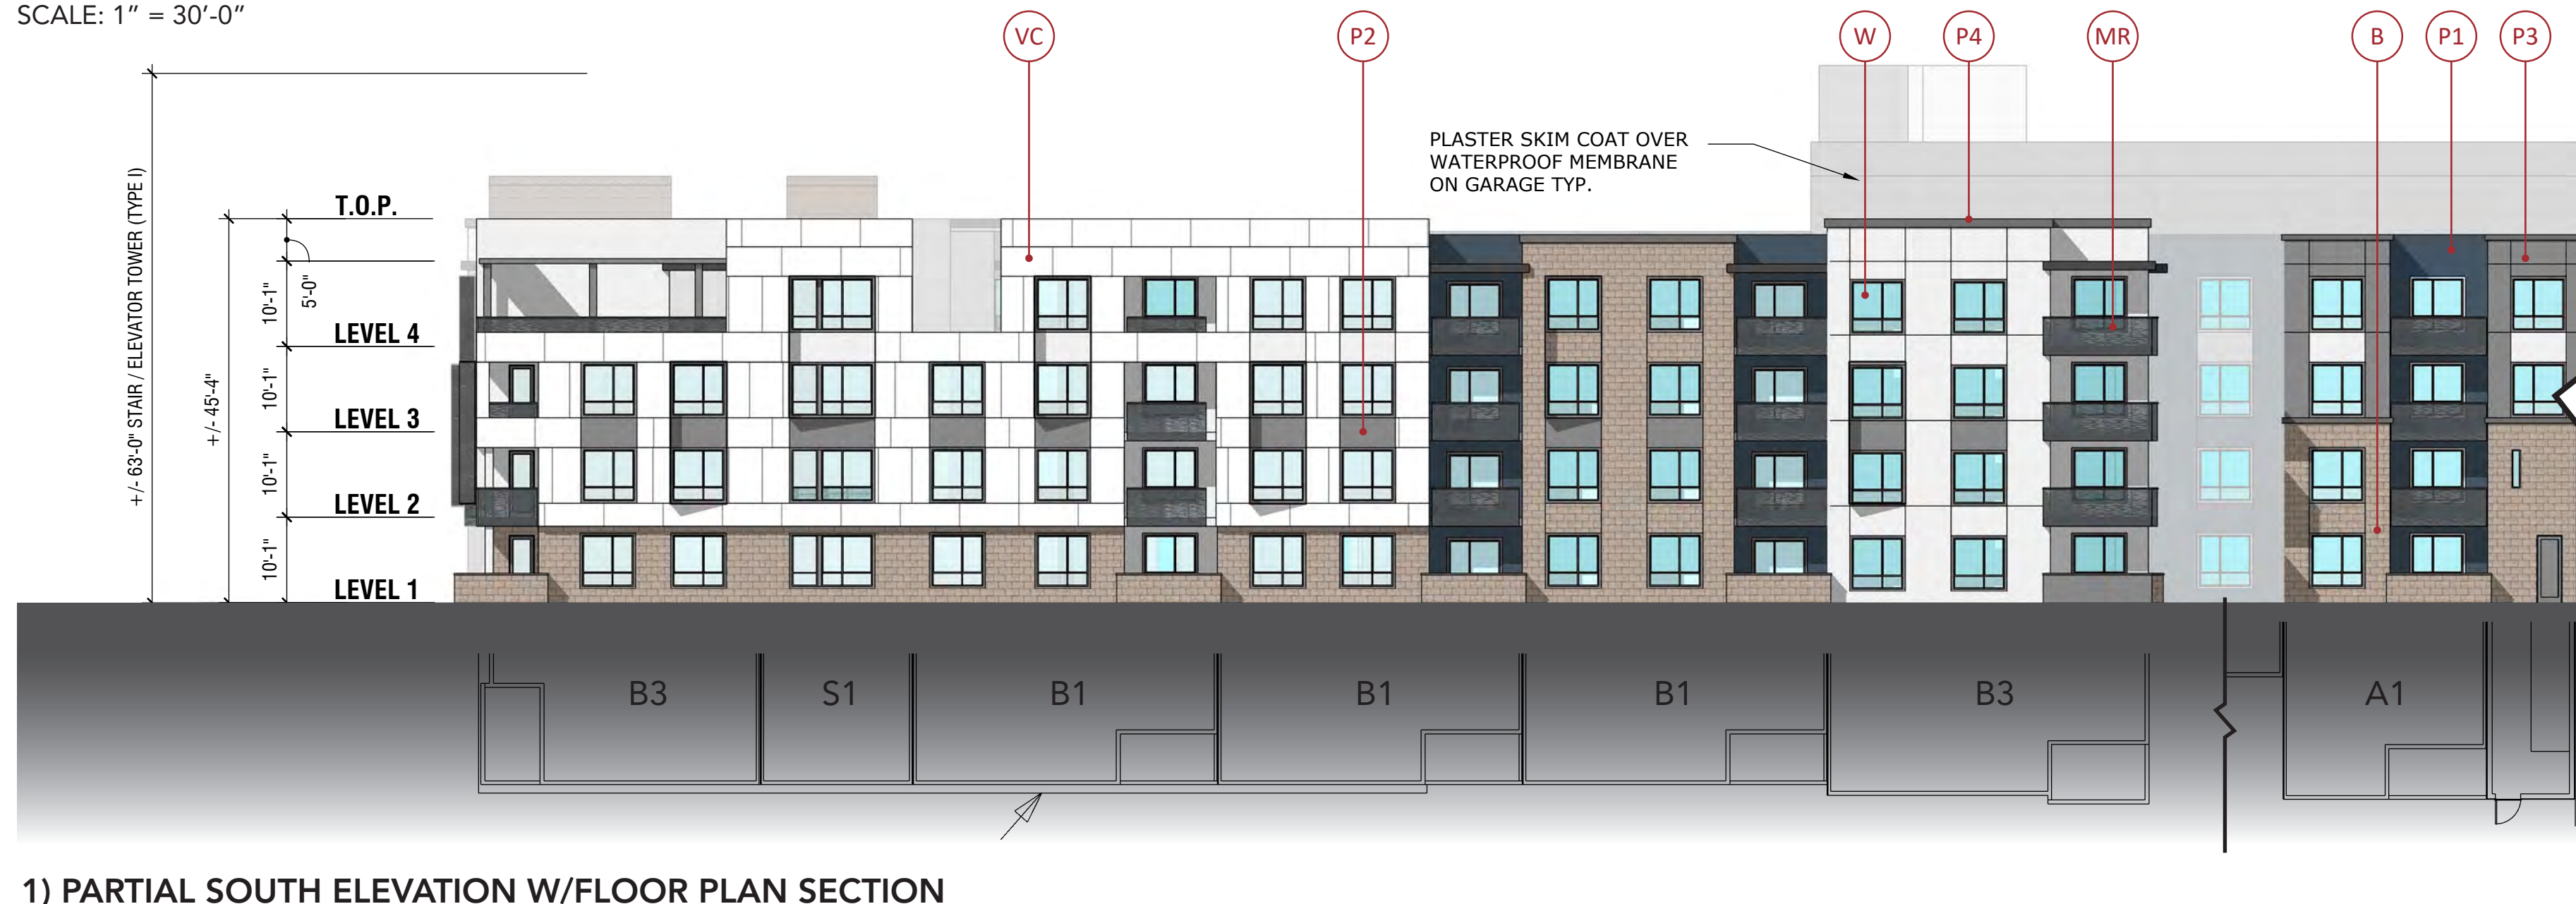 SCALE: 1” = 30’-0”
VC
P2
W
P4
MR
B
P1
P3
PLASTER SKIM COAT OVER
WATERPROOF MEMBRANE
ON GARAGE TYP.
+/- 63'-0" STAIR / ELEVATOR TOWER (TYPE I)
+/- 45'-4"
T.O.P.
5'-0"
10'-1"
LEVEL 4
10'-1"
LEVEL 3
10'-1"
LEVEL 2
10'-1"
LEVEL 1
B3
S1
B1
B1
B1
B3
A1
1) PARTIAL SOUTH ELEVATION W/FLOOR PLAN SECTION